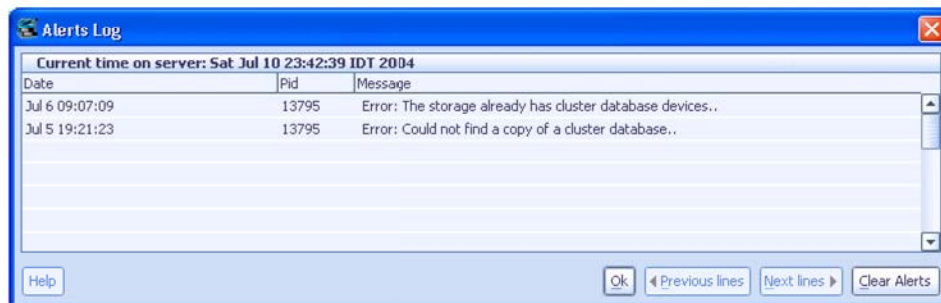 Alerts Log
Current time on server: Sat Jul 10 23:42:39 IDT 2004
Date Pid Message
Jul 6 09:07:09 13795 Error: The storage already has cluster database devices..
Jul 5 19:21:23 13795 Error: Could not find a copy of a cluster database..
Help Ok Previous lines Next lines Clear Alerts